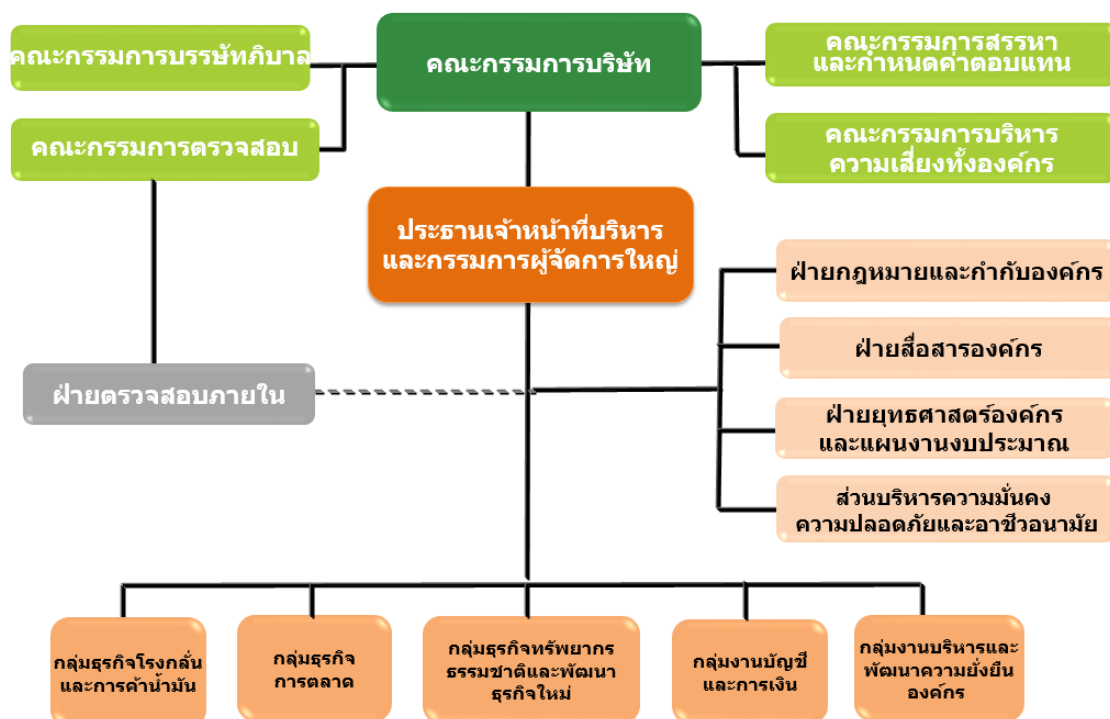 คณะกรรมการบรรษัทภิบาล
คณะกรรมการบริษัท
คณะกรรมการสรรหา
และกำหนดค่าตอบแทน
คณะกรรมการตรวจสอบ
คณะกรรมการบริหาร
ความเสี่ยงทั้งองค์กร
ประธานเจ้าหน้าที่บริหาร
และกรรมการผู้จัดการใหญ่
ฝ่ายกฎหมายและกำกับองค์กร
ฝ่ายสื่อสารองค์กร
ฝ่ายตรวจสอบภายใน
ฝ่ายยุทธศาสตร์องค์กร
และแผนงานงบประมาณ
ส่วนบริหารความมั่นคง
ความปลอดภัยและอาชีวอนามัย
กลุ่มธุรกิจโรงกลั่น
และการค้าน้ำมัน
กลุ่มธุรกิจ
การตลาด
กลุ่มธุรกิจทรัพยากร
ธรรมชาติและพัฒนา
ธุรกิจใหม่
กลุ่มงานบัญชี
และการเงิน
กลุ่มงานบริหารและ
พัฒนาความยั่งยืน
องค์กร